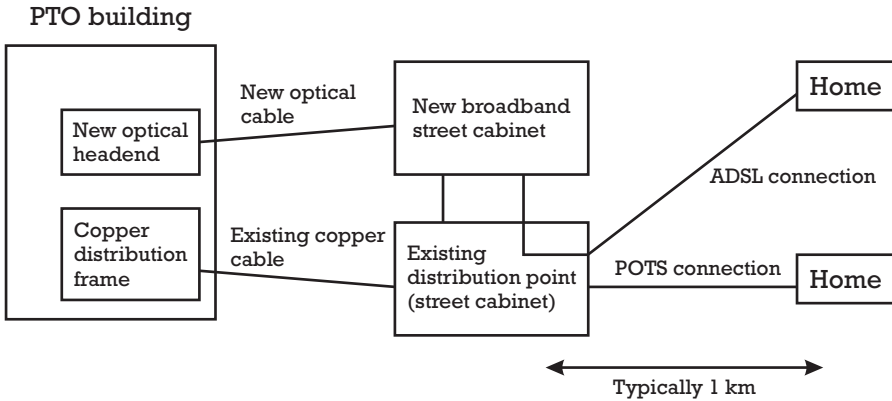 PTO building
New optical
cable
New optical
headend
New broadband
street cabinet
Home
ADSL connection
Copper
distribution
frame
Existing copper
cable
Existing
distribution point
(street cabinet)
POTS connection
Home
Typically 1 km